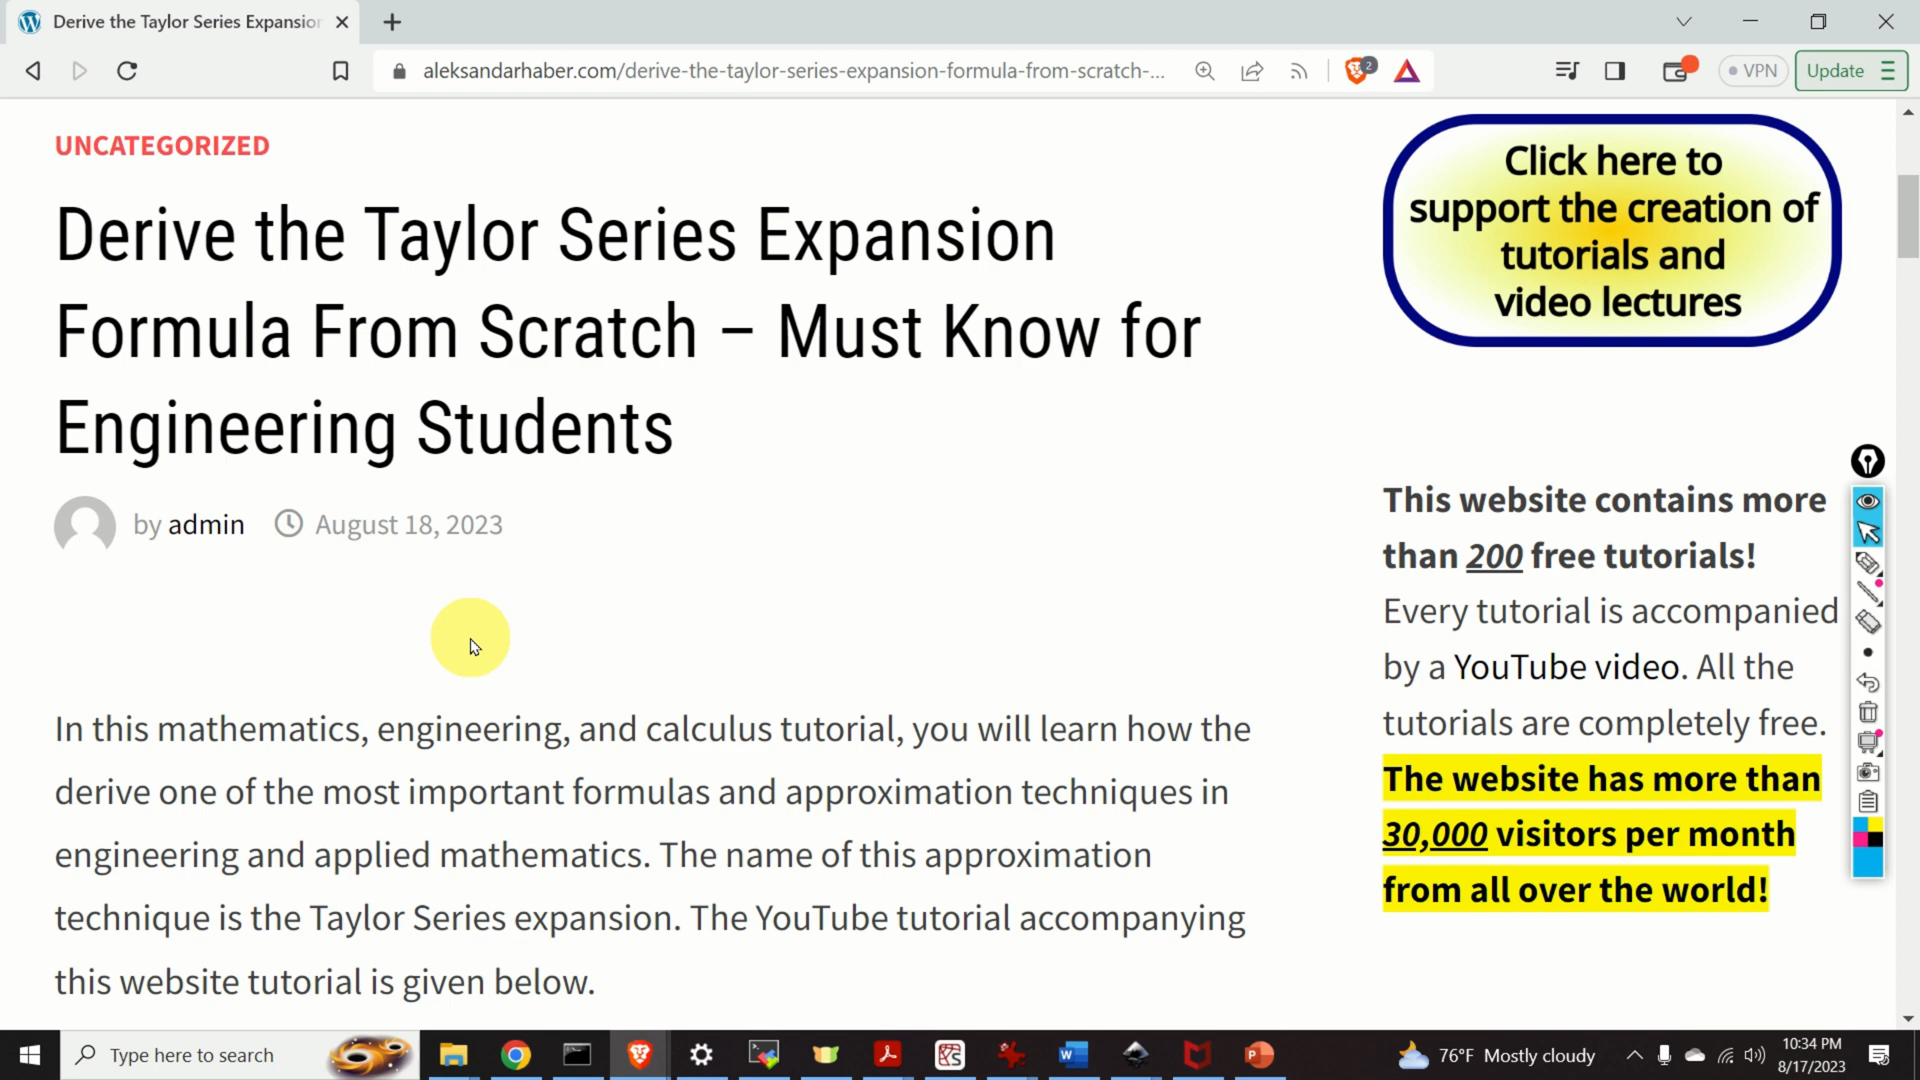 Derive the Taylor Series Expansion
aleksandarhaber.com/derive-the-taylor-series-expansion-formula-from-scratch-...
2
VPN
Update
UNCATEGORIZED
Derive the Taylor Series Expansion
Formula From Scratch – Must Know for
Engineering Students
by admin August 18, 2023
In this mathematics, engineering, and calculus tutorial, you will learn how the
derive one of the most important formulas and approximation techniques in
engineering and applied mathematics. The name of this approximation
technique is the Taylor Series expansion. The YouTube tutorial accompanying
this website tutorial is given below.
Click here to
support the creation of
tutorials and
video lectures
This website contains more
than 200 free tutorials!
Every tutorial is accompanied
by a YouTube video. All the
tutorials are completely free.
The website has more than
30,000 visitors per month
from all over the world!
Type here to search
76°F Mostly cloudy
10:34 PM
8/17/2023